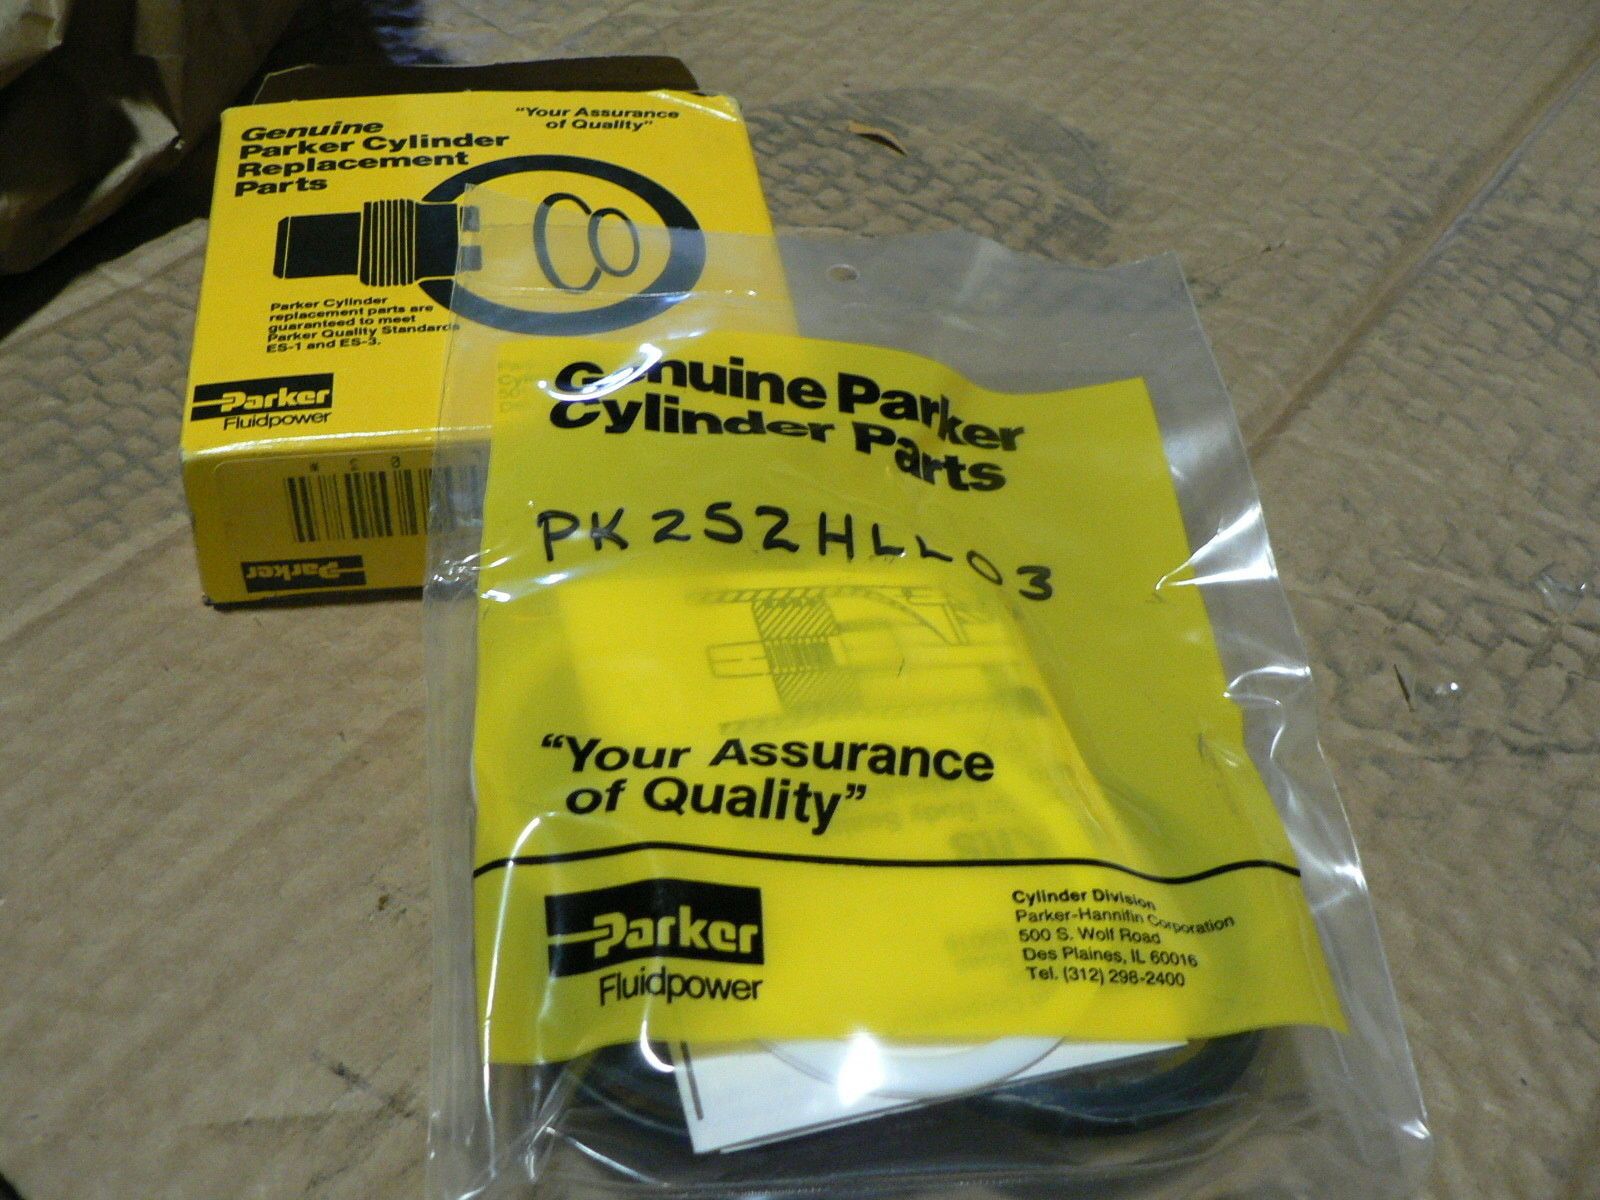 Genuine
Parker Cylinder
Replacement
Parts
"Your Assurance
of Quality"
Parker Cylinder
replacement parts are
guaranteed to meet
Parker Quality Standards
ES-1 and ES-3.
Parker
Fluidpower
Parker
Genuine Parker
Cylinder Parts
PK252HLL03
"Your Assurance
of Quality"
Parker
Fluidpower
Cylinder Division
Parker-Hannifin Corporation
500 S. Wolf Road
Des Plaines, IL 60016
Tel. (312) 298-2400